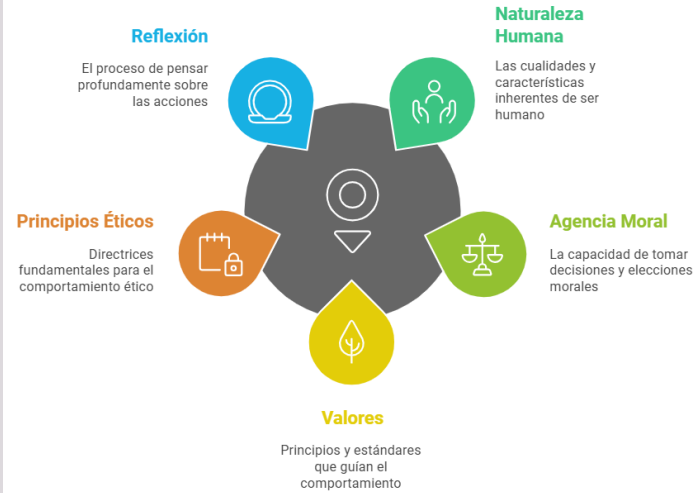 Reflexión
El proceso de pensar
profundamente sobre
las acciones
Naturaleza
Humana
Las cualidades y
características
inherentes de ser
humano
Principios Éticos
Directrices
fundamentales para el
comportamiento ético
Agencia Moral
La capacidad de tomar
decisiones y elecciones
morales
Valores
Principios y estándares
que guían el
comportamiento